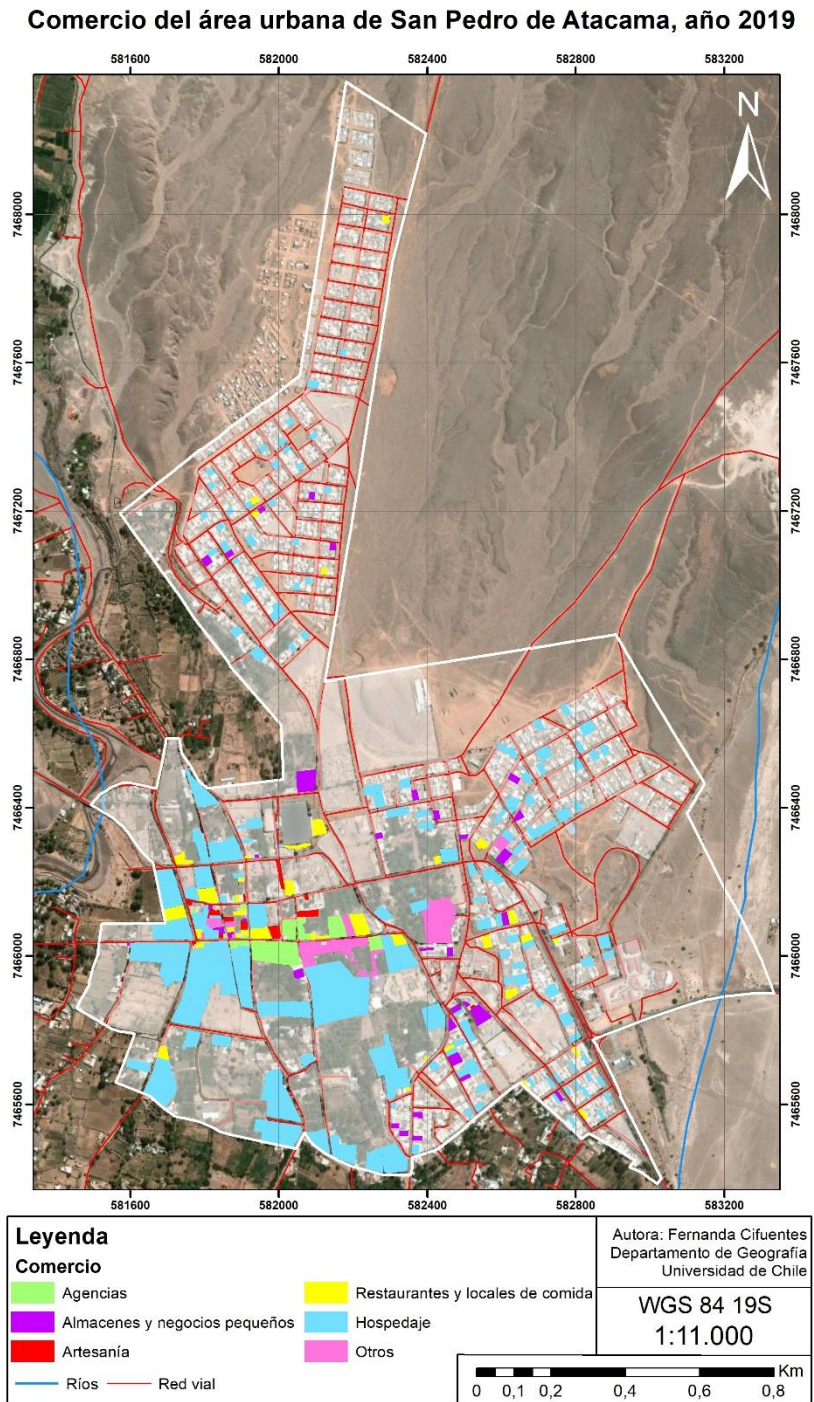 Comercio del área urbana de San Pedro de Atacama, año 2019
581600 582000 582400 582800 583200
N
7468000 7468000
7467600 7467600
7467200 7467200
7466800 7466800
7466400 7466400
7466000 7466000
7465600 7465600
581600 582000 582400 582800 583200
Leyenda
Comercio
Agencias
Almacenes y negocios pequeños
Artesanía
Restaurantes y locales de comida
Hospedaje
Otros
Ríos
Red vial
Autora: Fernanda Cifuentes
Departamento de Geografía
Universidad de Chile
WGS 84 19S
1:11.000
Km
0 0,1 0,2 0,4 0,6 0,8